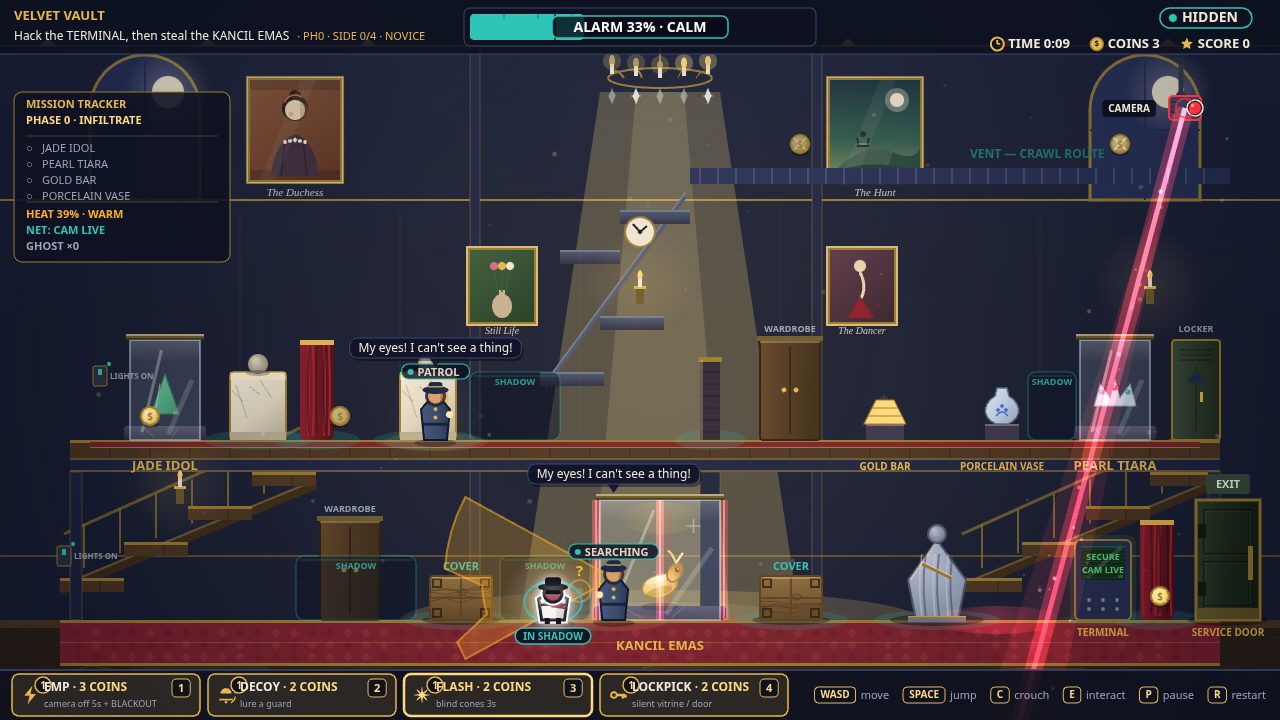 VELVET VAULT
Hack the TERMINAL, then steal the KANCIL EMAS · PH0 · SIDE 0/4 · NOVICE
ALARM 33% · CALM
HIDDEN
TIME 0:09
COINS 3
SCORE 0
MISSION TRACKER
PHASE 0 · INFILTRATE
○ JADE IDOL
○ PEARL TIARA
○ GOLD BAR
○ PORCELAIN VASE
HEAT 39% · WARM
NET: CAM LIVE
GHOST ×0
The Duchess
The Hunt
CAMERA
VENT — CRAWL ROUTE
Still Life
The Dancer
WARDROBE
LOCKER
My eyes! I can't see a thing!
PATROL
SHADOW
SHADOW
LIGHTS ON
JADE IDOL
GOLD BAR
PORCELAIN VASE
PEARL TIARA
My eyes! I can't see a thing!
EXIT
WARDROBE
LIGHTS ON
SEARCHING
SHADOW
COVER
SHADOW
?
COVER
SECURE
CAM LIVE
IN SHADOW
KANCIL EMAS
TERMINAL
SERVICE DOOR
EMP · 3 COINS
1
camera off 5s + BLACKOUT
DECOY · 2 COINS
2
lure a guard
FLASH · 2 COINS
3
blind cones 3s
LOCKPICK · 2 COINS
4
silent vitrine / door
WASD move
SPACE jump
C crouch
E interact
P pause
R restart